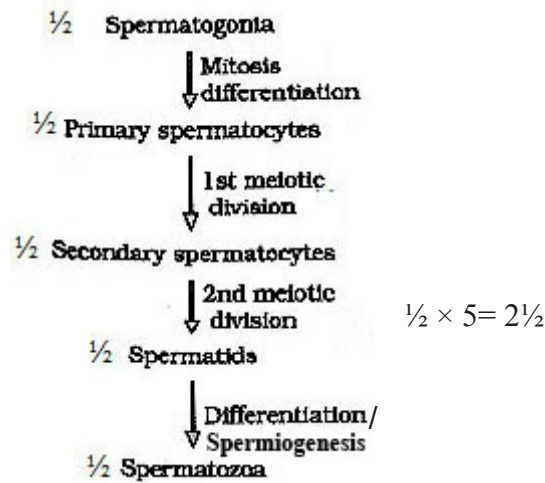 ½ Spermatogonia
Mitosis
differentiation
½ Primary spermatocytes
1st meiotic
division
½ Secondary spermatocytes
2nd meiotic
division
½ × 5= 2½
½ Spermatids
Differentiation/
Spermiogenesis
½ Spermatozoa